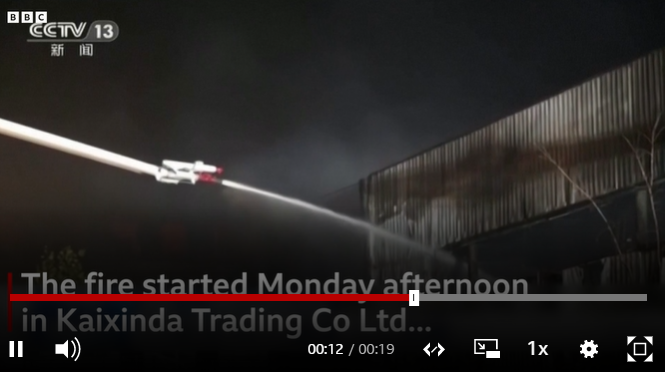 BBC
CCTV 13
新闻
The fire started Monday afternoon
in Kaixinda Trading Co Ltd...
00:12 / 00:19
1x